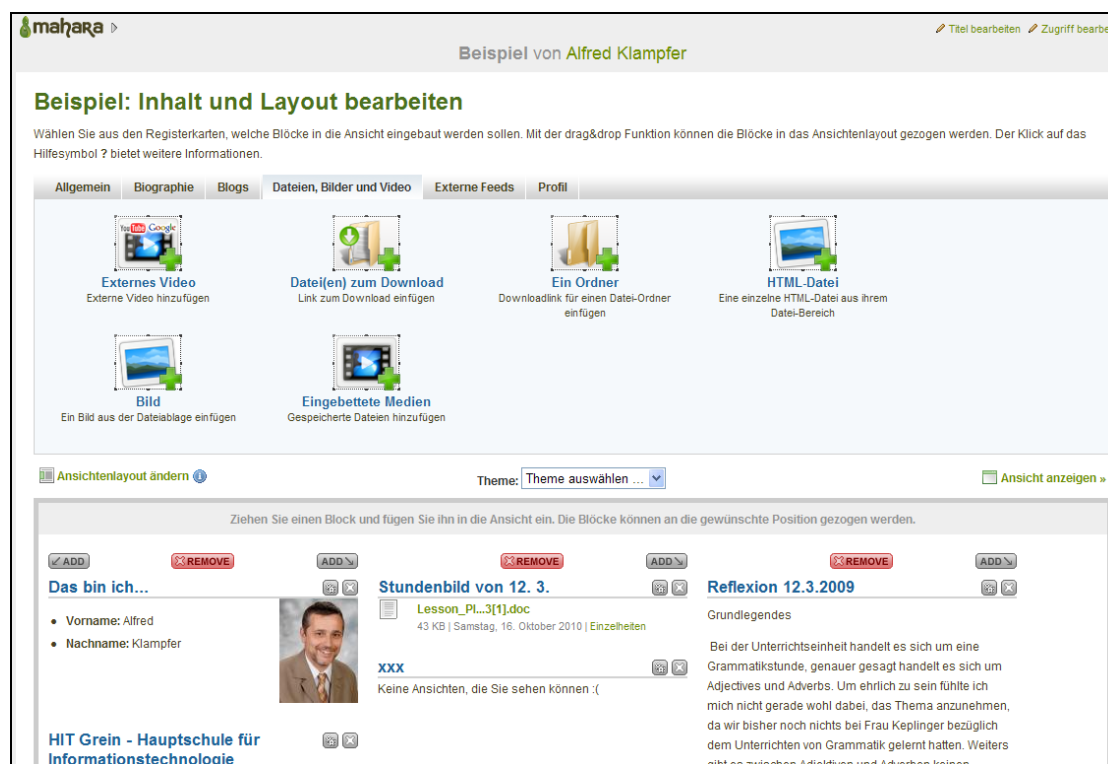 mahara
Titel bearbeiten Zugriff bearbe
Beispiel von Alfred Klampfer
Beispiel: Inhalt und Layout bearbeiten
Wählen Sie aus den Registerkarten, welche Blöcke in die Ansicht eingebaut werden sollen. Mit der drag&drop Funktion können die Blöcke in das Ansichtenlayout gezogen werden. Der Klick auf das
Hilfesymbol ? bietet weitere Informationen.
Allgemein Biographie Blogs Dateien, Bilder und Video Externe Feeds Profil
You Tube Google
Externes Video Datei(en) zum Download Ein Ordner HTML-Datei
Externe Video hinzufügen Link zum Download einfügen Downloadlink für einen Datei-Ordner Eine einzelne HTML-Datei aus ihrem
einfügen Datei-Bereich
Bild Eingebettete Medien
Ein Bild aus der Dateiablage einfügen Gespeicherte Dateien hinzufügen
Ansichtenlayout ändern Theme: Theme auswählen ... Ansicht anzeigen »
Ziehen Sie einen Block und fügen Sie ihn in die Ansicht ein. Die Blöcke können an die gewünschte Position gezogen werden.
ADD REMOVE ADD REMOVE ADD REMOVE ADD
Das bin ich...
Vorname: Alfred
Nachname: Klampfer
HIT Grein - Hauptschule für
Informationstechnologie
Stundenbild von 12. 3.
Lesson_Pl...3[1].doc
43 KB | Samstag, 16. Oktober 2010 | Einzelheiten
xxx
Keine Ansichten, die Sie sehen können :(
Reflexion 12.3.2009
Grundlegendes
Bei der Unterrichtseinheit handelt es sich um eine
Grammatikstunde, genauer gesagt handelt es sich um
Adjectives und Adverbs. Um ehrlich zu sein fühlte ich
mich nicht gerade wohl dabei, das Thema anzunehmen,
da wir bisher noch nichts bei Frau Keplinger bezüglich
dem Unterrichten von Grammatik gelernt hatten. Weiters
gibt es zwischen Adjektiven und Adverben keinen